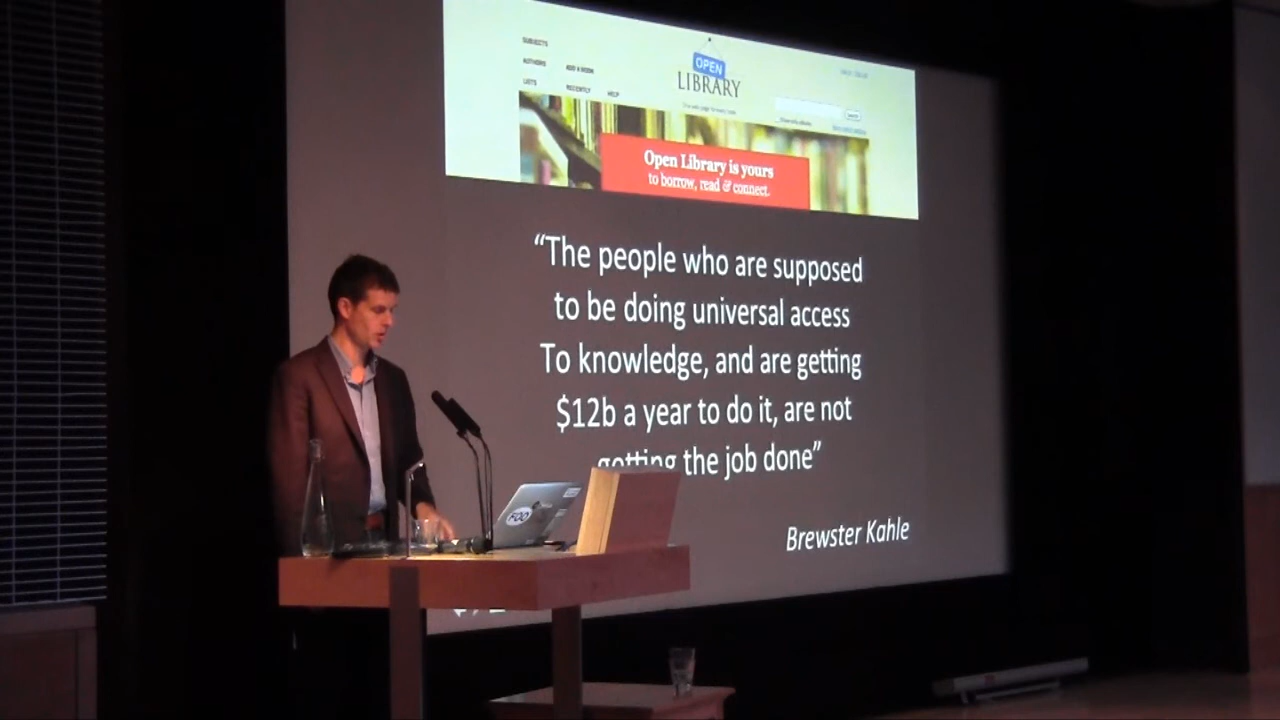 SUBJECTS
AUTHORS ADD A BOOK
LISTS RECENTLY HELP
OPEN
LIBRARY
Open Library is yours
to borrow, read & connect.
“The people who are supposed
to be doing universal access
To knowledge, and are getting
$12b a year to do it, are not
getting the job done”
Brewster Kahle
FOO